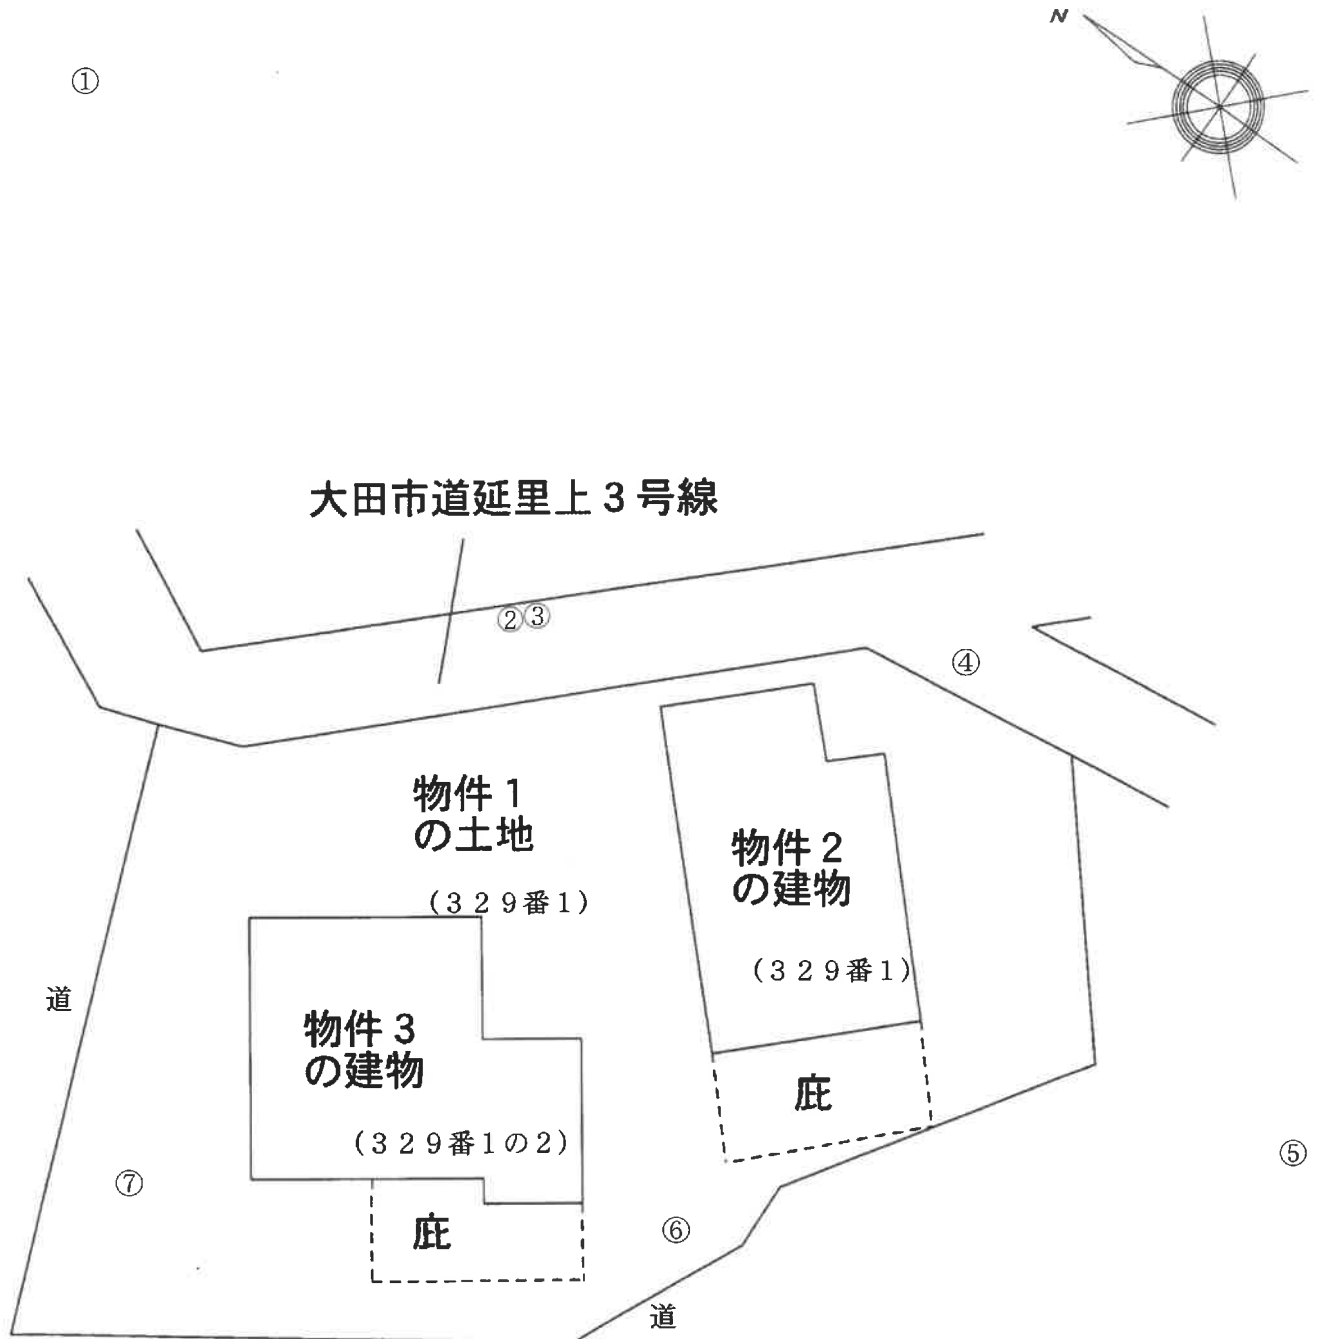 N
①
大田市道延里上３号線
②③
④
物件１
の土地
(３２９番１)
物件２
の建物
(３２９番１)
道
物件３
の建物
(３２９番１の２)
庇
⑤
⑦
庇
⑥
道